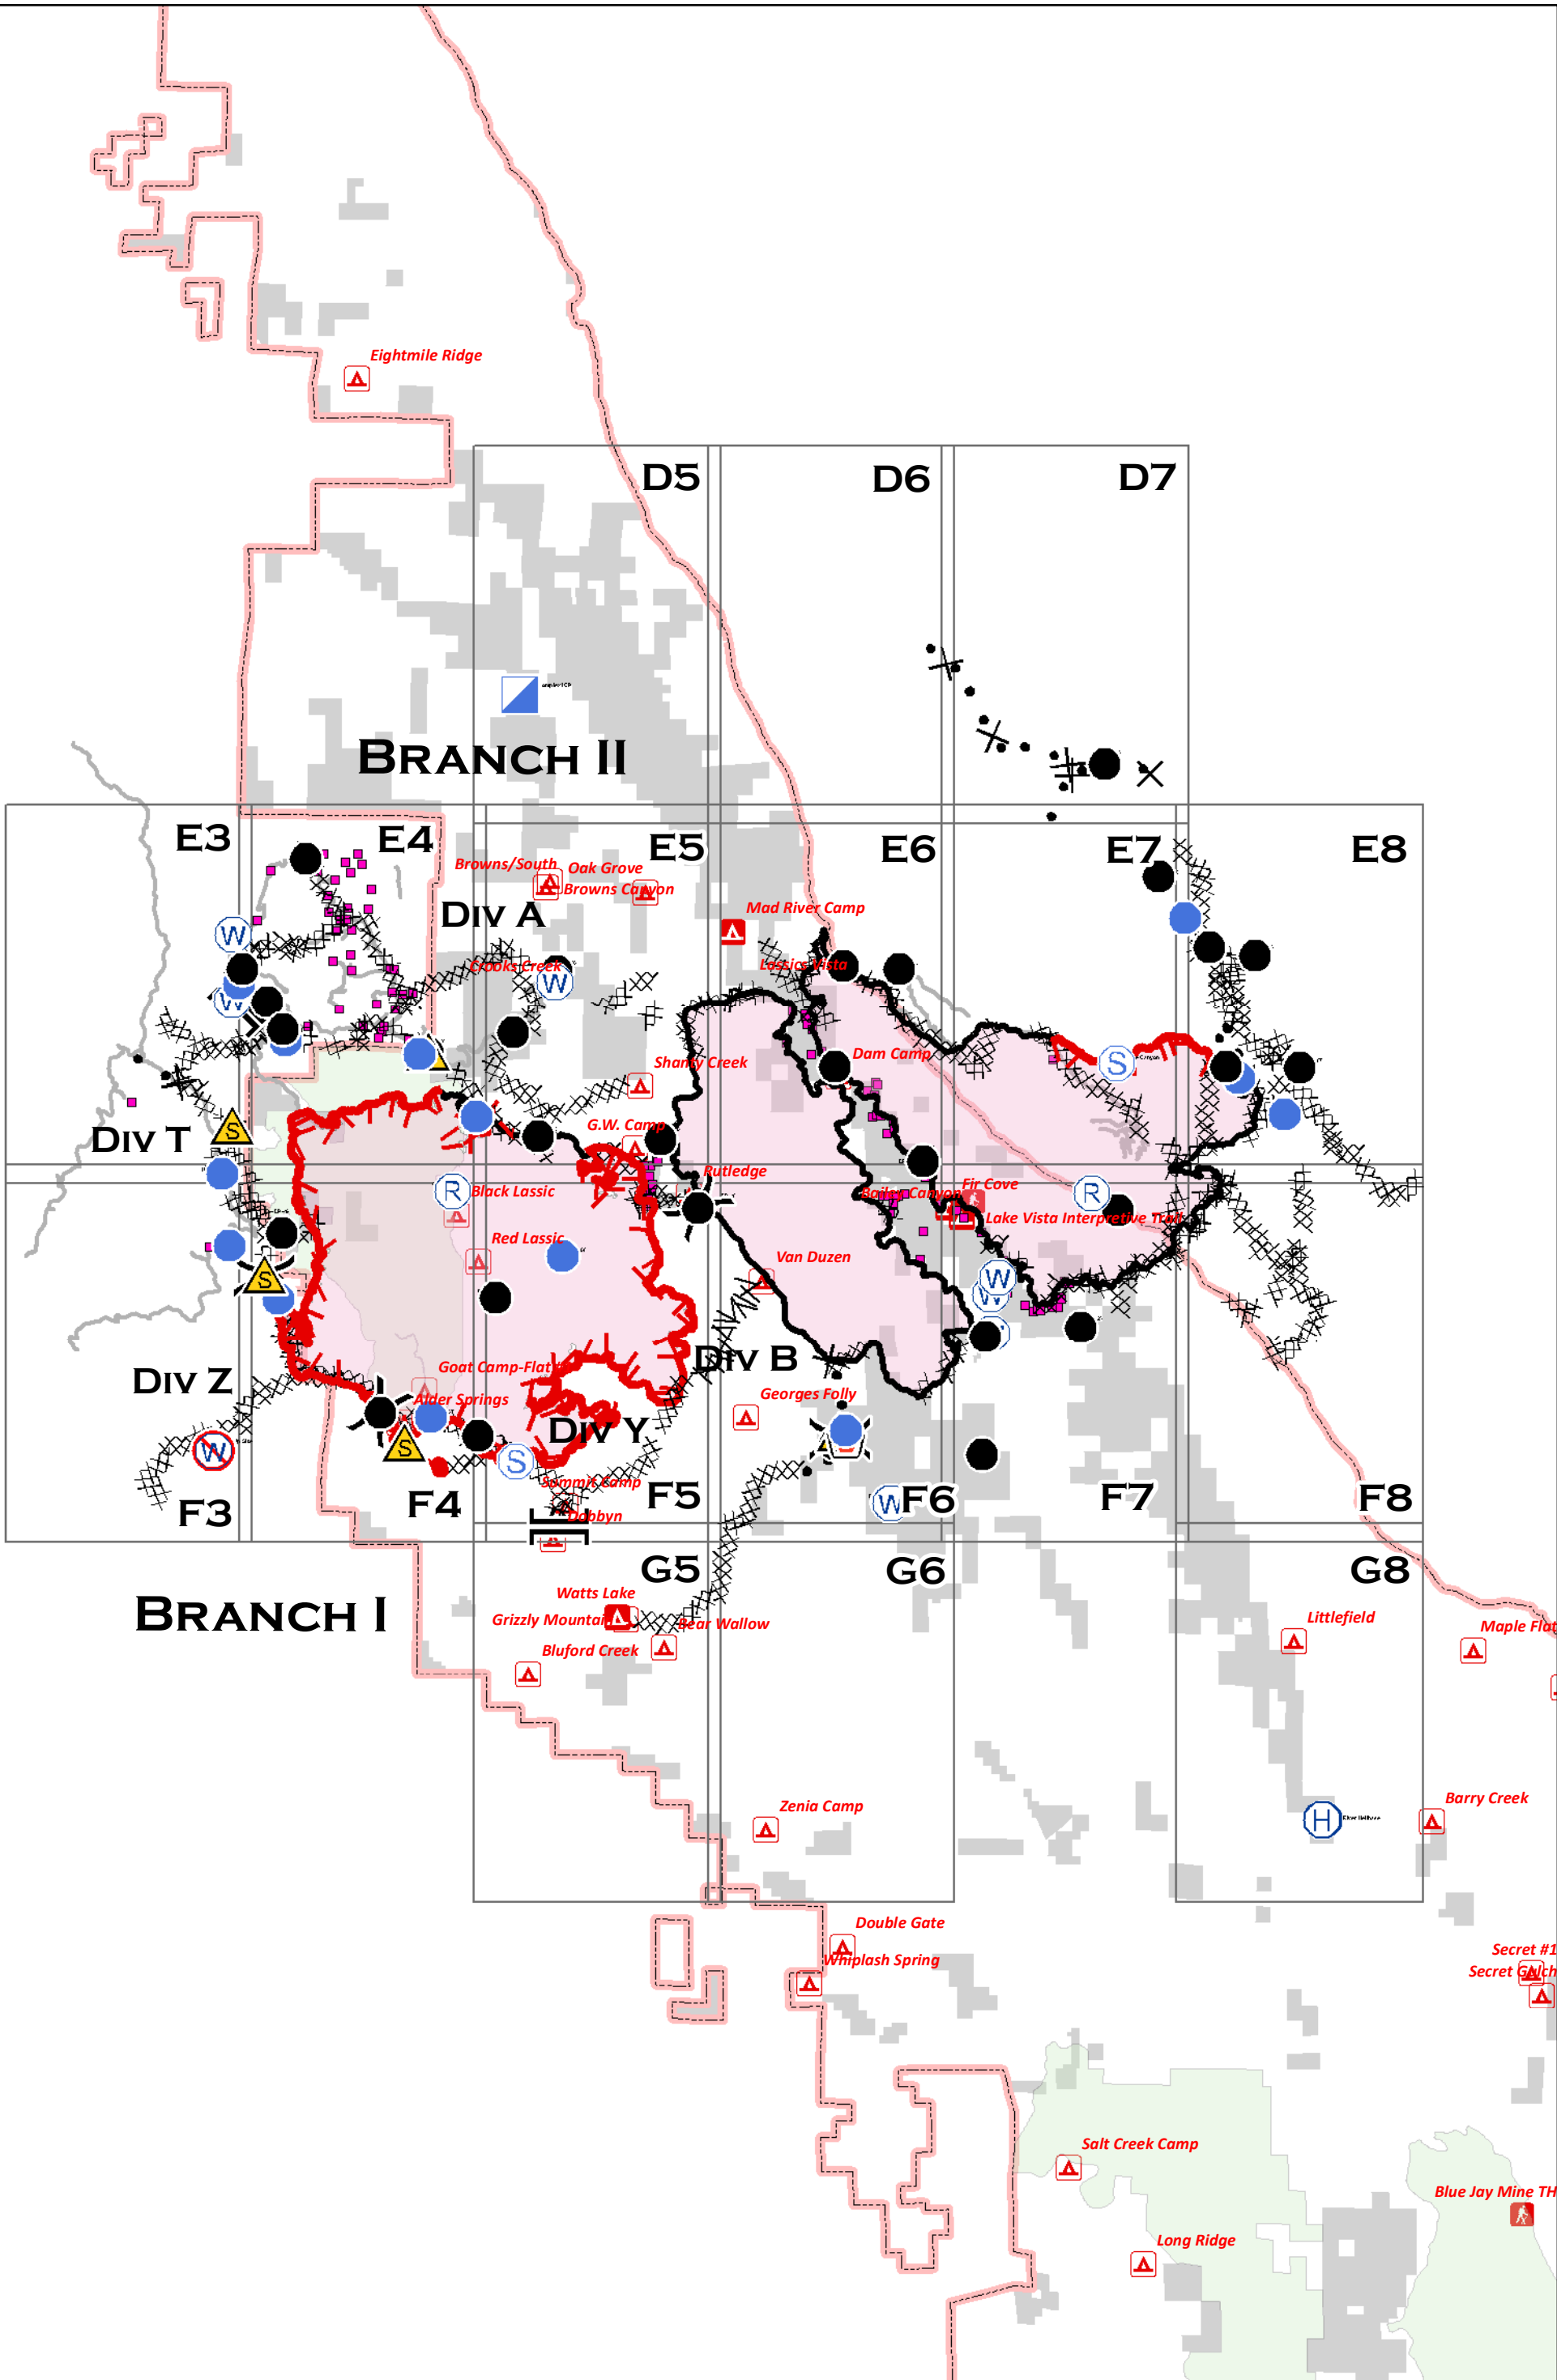 Eightmile Ridge
D5
D6
D7
BRANCH II
E3
E4
E5
E6
E7
E8
Browns/South
Oak Grove
Browns Canyon
DIV A
Mad River Camp
W
Crooks Creek
Lassics Vista
W
W
Dam Camp
Shanty Creek
S
G.W. Camp
S
DIV T
Rutledge
R
Black Lassic
Bailey Canyon
Fir Cove
R
Lake Vista Interpretive Trail
Red Lassic
Van Duzen
S
W
W
DIV B
Goat Camp-Flat
DIV Z
Alder Springs
Georges Folly
DIV Y
W
S
S
Summit Camp
F3
F4
F5
W
F6
F7
F8
Dobbyn
G5
G6
G8
Watts Lake
Grizzly Mountain
Bear Wallow
BRANCH I
Littlefield
Maple Flat
Bluford Creek
Zenia Camp
H
Barry Creek
Double Gate
Whiplash Spring
Secret #1
Secret Gulch
Salt Creek Camp
Blue Jay Mine TH
Long Ridge